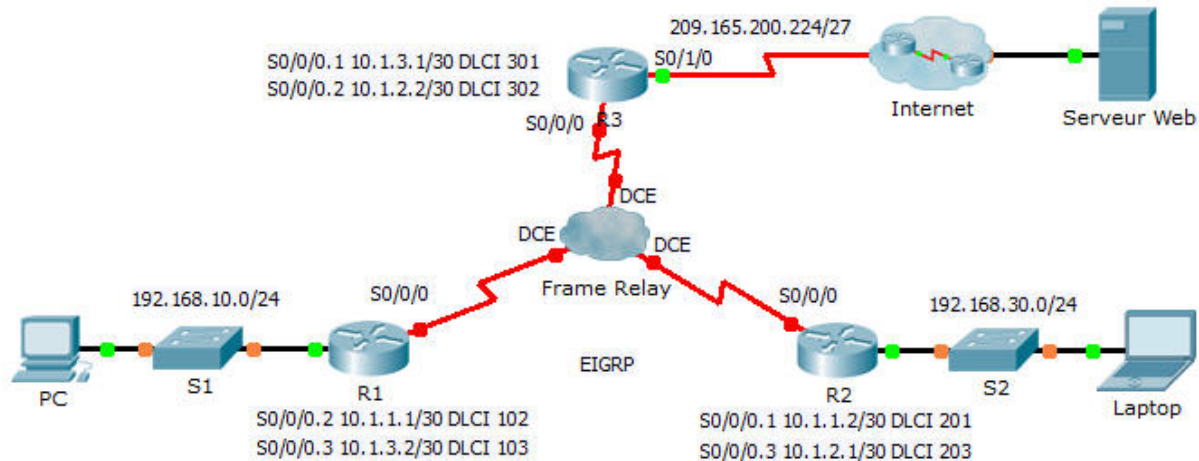 209.165.200.224/27
S0/0/0.1 10.1.3.1/30 DLCI 301
S0/0/0.2 10.1.2.2/30 DLCI 302
S0/1/0
Internet
Serveur Web
S0/0/0
R3
DCE
DCE
DCE
Frame Relay
192.168.10.0/24
S0/0/0
S0/0/0
192.168.30.0/24
EIGRP
PC
S1
R1
R2
S2
Laptop
S0/0/0.2 10.1.1.1/30 DLCI 102
S0/0/0.3 10.1.3.2/30 DLCI 103
S0/0/0.1 10.1.1.2/30 DLCI 201
S0/0/0.3 10.1.2.1/30 DLCI 203